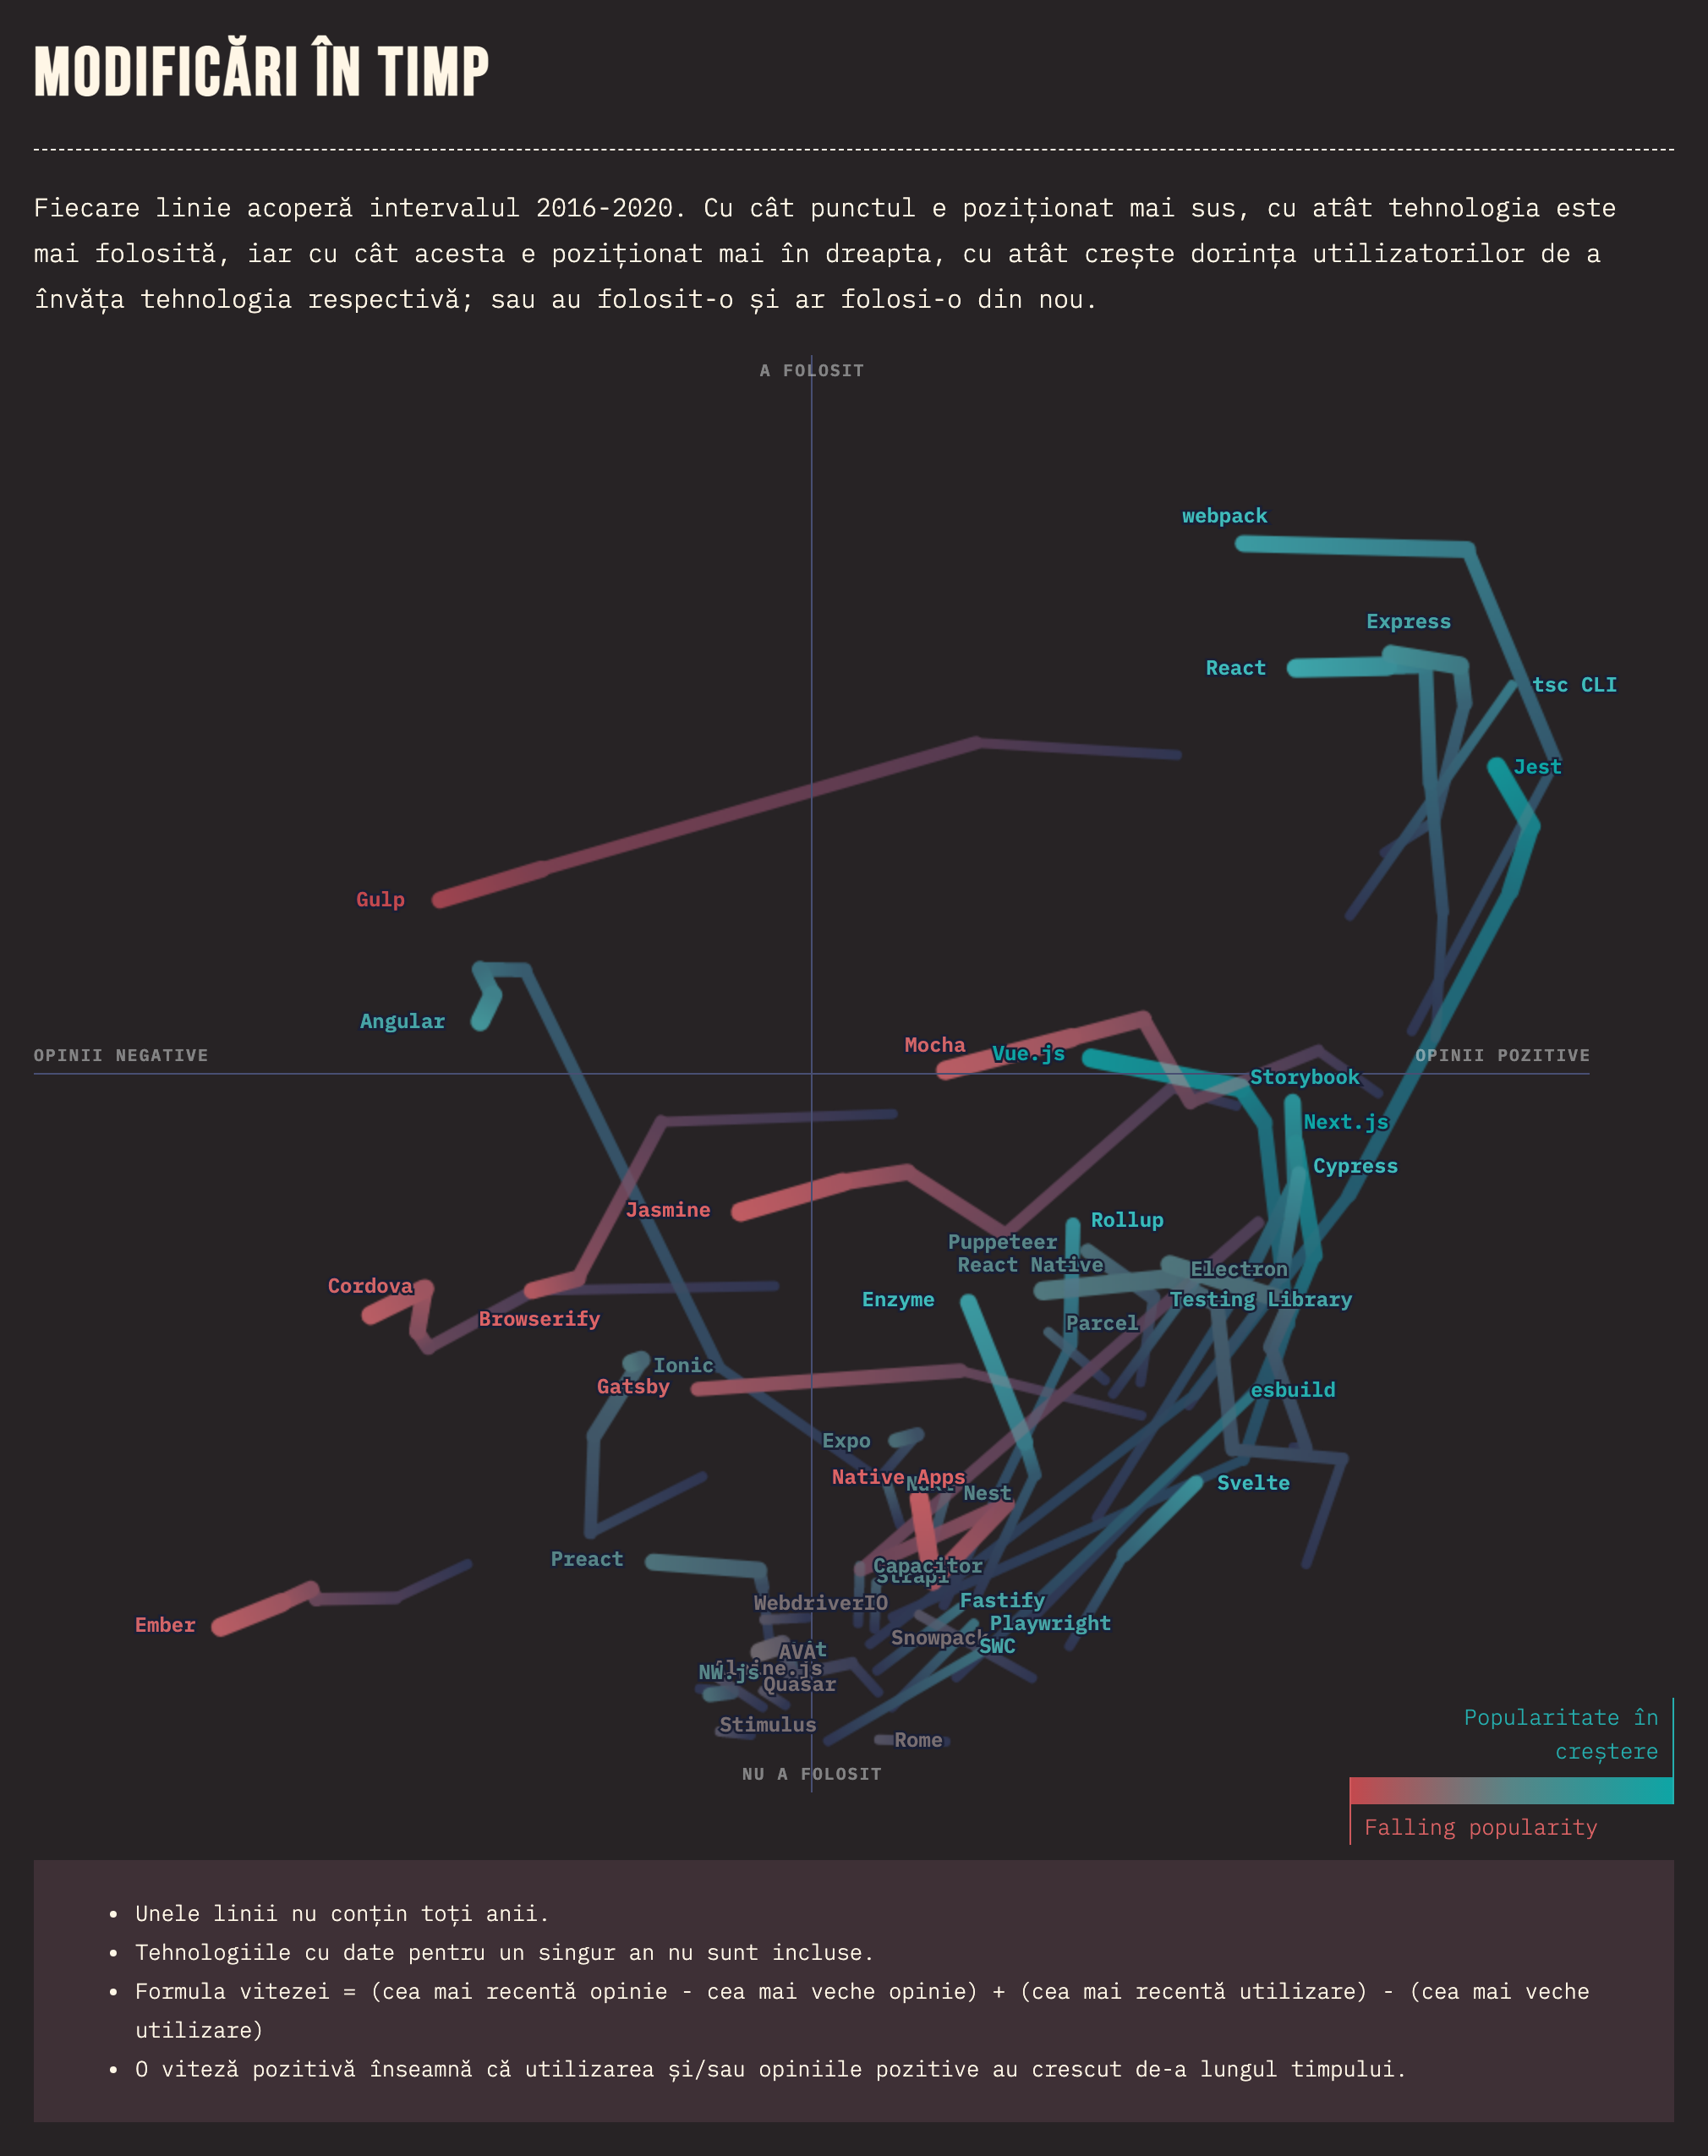 MODIFICĂRI ÎN TIMP
Fiecare linie acoperă intervalul 2016-2020. Cu cât punctul e poziționat mai sus, cu atât tehnologia este
mai folosită, iar cu cât acesta e poziționat mai în dreapta, cu atât crește dorința utilizatorilor de a
învăța tehnologia respectivă; sau au folosit-o și ar folosi-o din nou.
A FOLOSIT
webpack
Express
React
tsc CLI
Jest
Gulp
Angular
Mocha
Vue.js
OPINII NEGATIVE
OPINII POZITIVE
Storybook
Next.js
Cypress
Jasmine
Rollup
Puppeteer
React Native
Electron
Cordova
Enzyme
Testing Library
Browserify
Parcel
Ionic
Gatsby
esbuild
Expo
Native Apps
Svelte
Nest
Preact
Capacitor
Strapi
WebdriverIO
Fastify
Ember
Playwright
Snowpack
SWC
AVA
Alpine.js
NW.js
Quasar
Stimulus
Rome
NU A FOLOSIT
Popularitate în
creștere
Falling popularity
• Unele linii nu conțin toți anii.
• Tehnologiile cu date pentru un singur an nu sunt incluse.
• Formula vitezei = (cea mai recentă opinie - cea mai veche opinie) + (cea mai recentă utilizare) - (cea mai veche
utilizare)
• O viteză pozitivă înseamnă că utilizarea și/sau opiniile pozitive au crescut de-a lungul timpului.